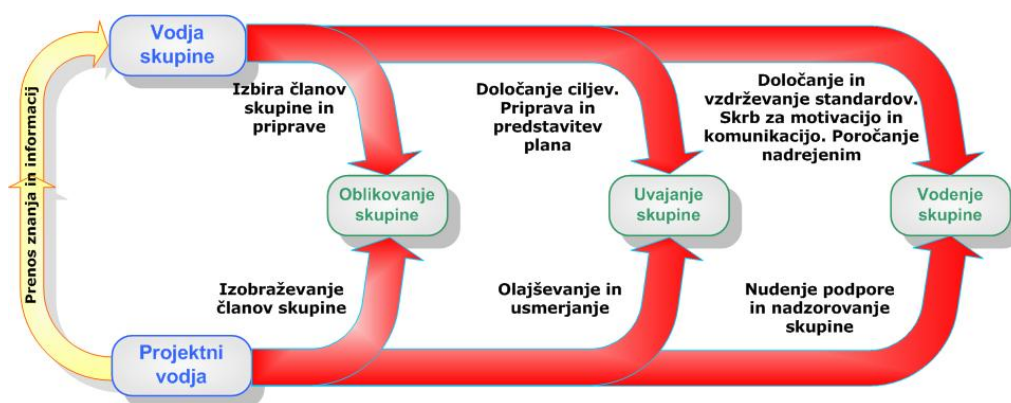 Vodja
skupine
Izbira članov
skupine in
priprave
Določanje ciljev.
Priprava in
predstavitev
plana
Določanje in
vzdrževanje standardov.
Skrb za motivacijo in
komunikacijo. Poročanje
nadrejenim
Prenos znanja in informacij
Oblikovanje
skupine
Uvajanje
skupine
Vodenje
skupine
Izobraževanje
članov skupine
Olajševanje in
usmerjanje
Nudenje podpore
in nadzorovanje
skupine
Projektni
vodja